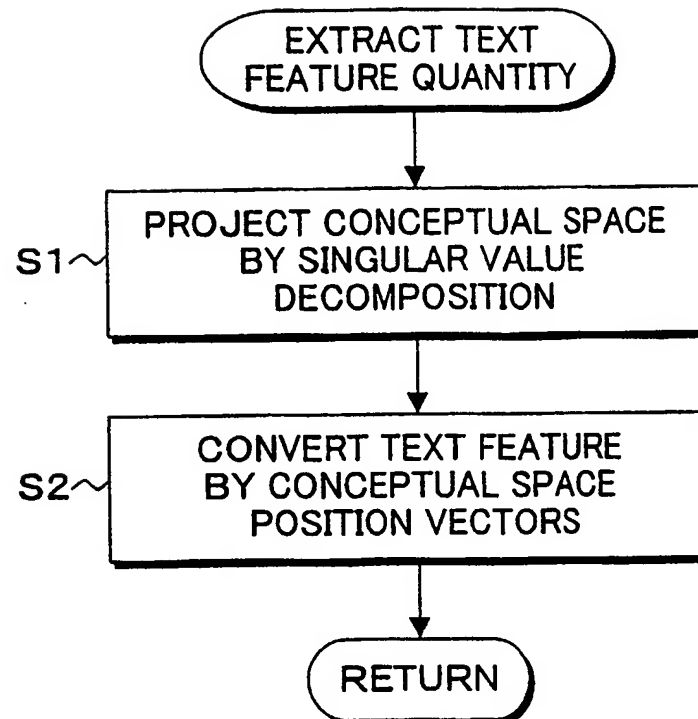 EXTRACT TEXT
FEATURE QUANTITY
S1
PROJECT CONCEPTUAL SPACE
BY SINGULAR VALUE
DECOMPOSITION
S2
CONVERT TEXT FEATURE
BY CONCEPTUAL SPACE
POSITION VECTORS
RETURN